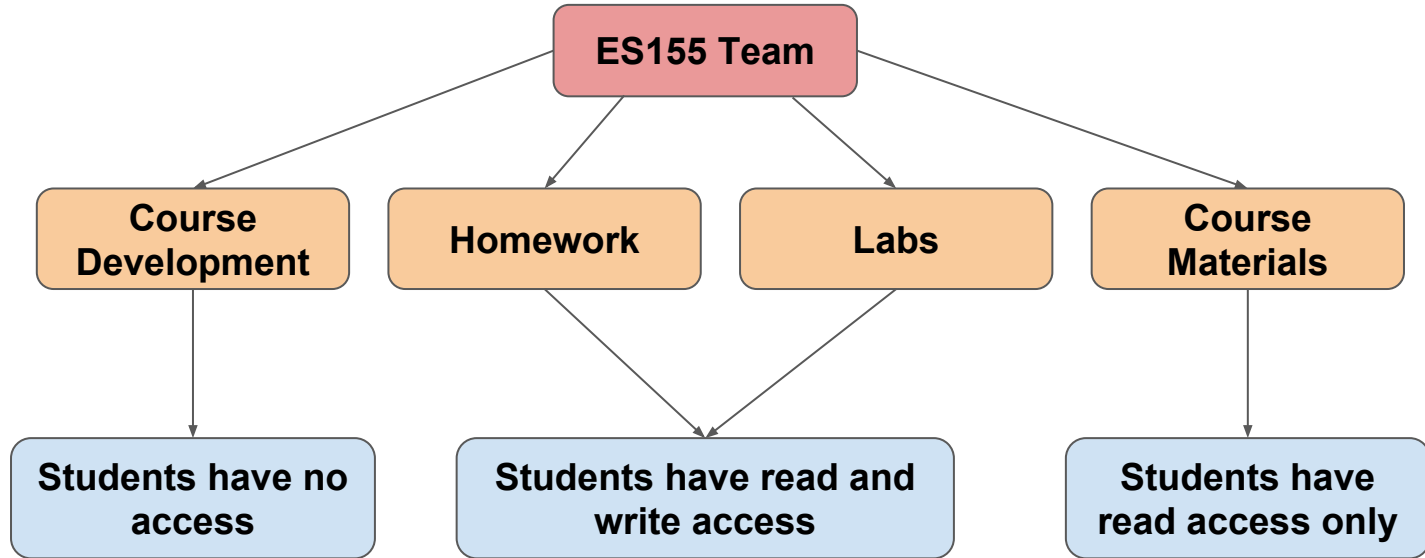 ES155 Team
Course
Development
Homework
Labs
Course
Materials
Students have no
access
Students have read and
write access
Students have
read access only